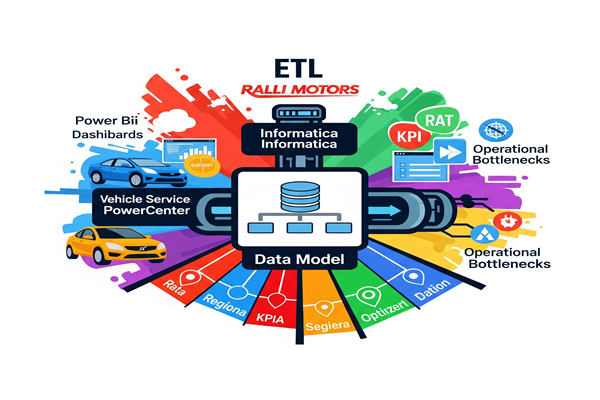 ETL
RALLI MOTORS
Informatica
Informatica
Power Bii
Dashibards
RAT
KPI
Operational
Bottlenecks
Vehicle Service
PowerCenter
Data Model
Operational
Bottlenecks
Rata
Regiona
KPIA
Segiera
Optiizeri
Dation